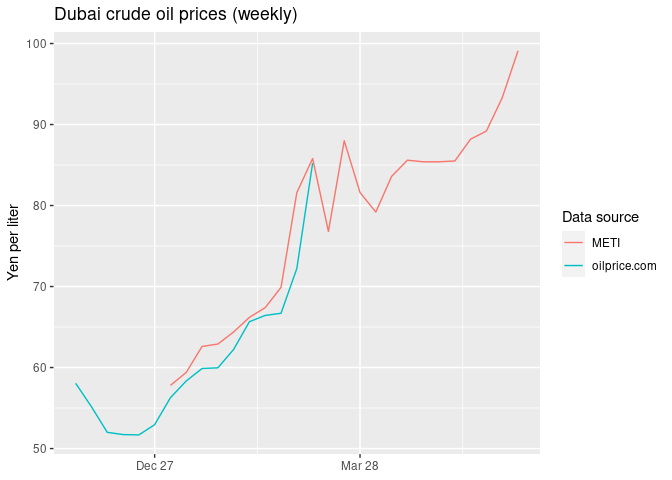 Dubai crude oil prices (weekly)
100
90
80
70
60
50
Yen per liter
Dec 27
Mar 28
Data source
METI
oilprice.com